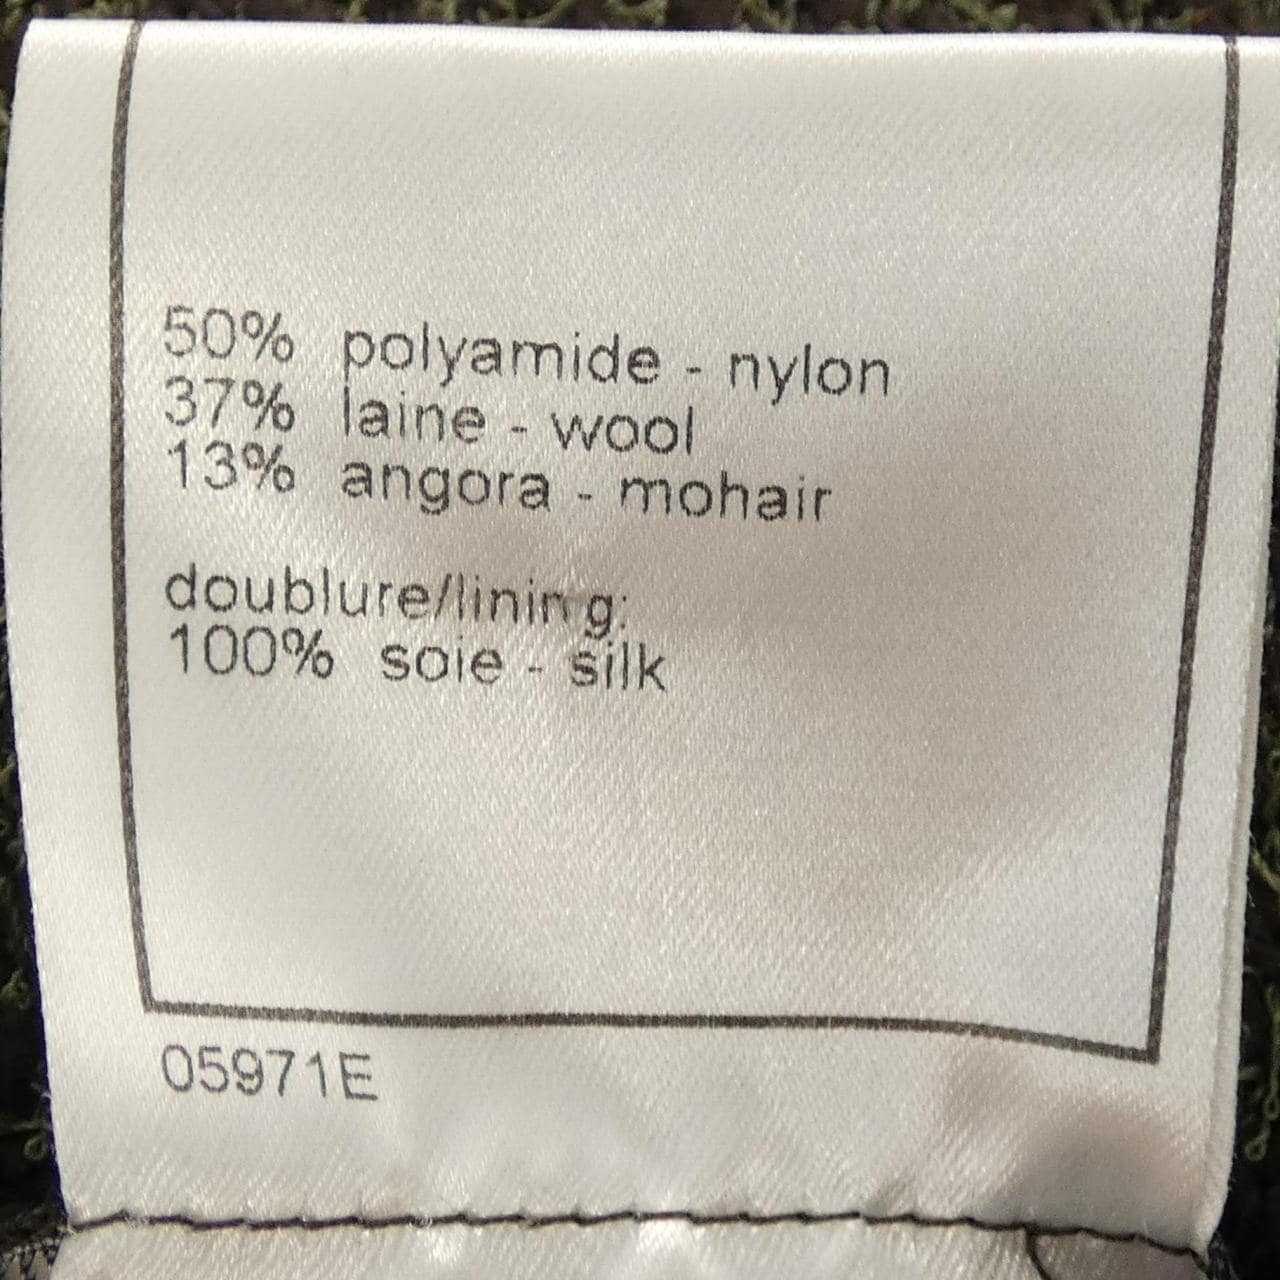 50% polyamide - nylon
37% laine - wool
13% angora - mohair
doublure/lining:
100% soie - silk
05971E